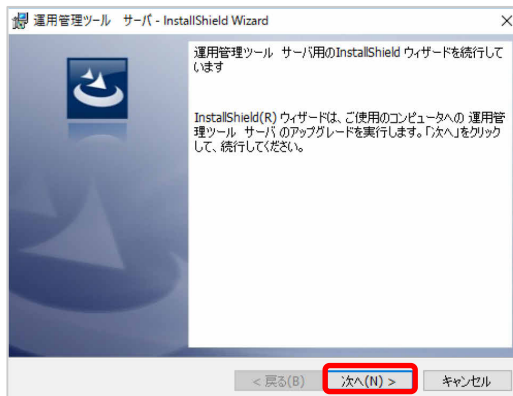 運用管理ツール　サーバ - InstallShield Wizard
運用管理ツール　サーバ用のInstallShield ウィザードを続行して
います
InstallShield(R) ウィザードは、ご使用のコンピュータへの 運用管
理ツール　サーバ のアップグレードを実行します。「次へ」をクリック
して、続行してください。
< 戻る(B)
次へ(N) >
キャンセル